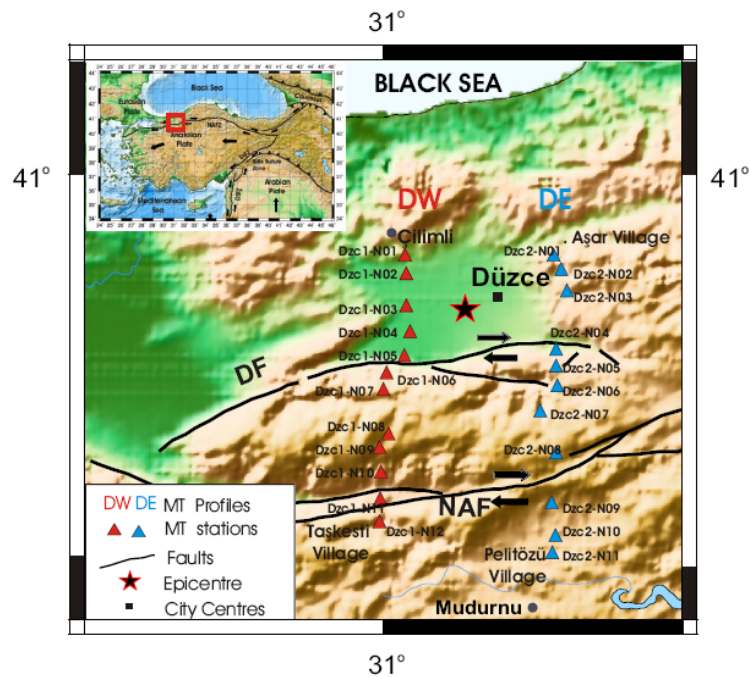 31°
BLACK SEA
Black Sea
Eurasian
Plate
NAFZ
Anatolian
Plate
Arabian
Plate
Mediterranean
Sea
41°
41°
DW
DE
Çilimli
. Aşar Village
Dzc1-N01
Dzc2-N01
Dzc1-N02
Dzc2-N02
Düzce
Dzc2-N03
Dzc1-N03
Dzc1-N04
Dzc2-N04
Dzc1-N05
DF
Dzc2-N05
Dzc1-N06
Dzc1-N07
Dzc2-N06
Dzc2-N07
Dzc1-N08
Dzc1-N09
Dzc2-N08
Dzc1-N10
DW DE MT Profiles
NAF
Dzc1-N11
Dzc2-N09
MT stations
Dzc1-N12
Taşkesti
Village
Dzc2-N10
Faults
Pelitözü
Village
Dzc2-N11
Epicentre
City Centres
Mudurnu
31°